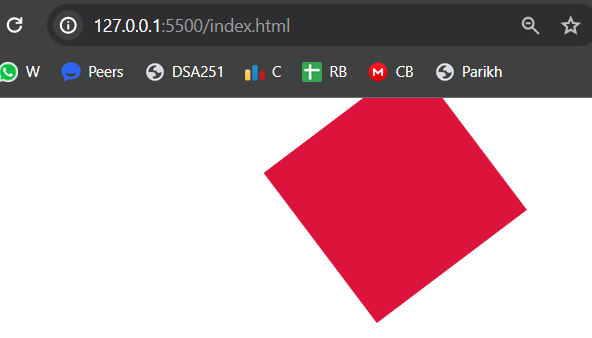 127.0.0.1:5500/index.html
W Peers DSA251 C RB M CB Parikh